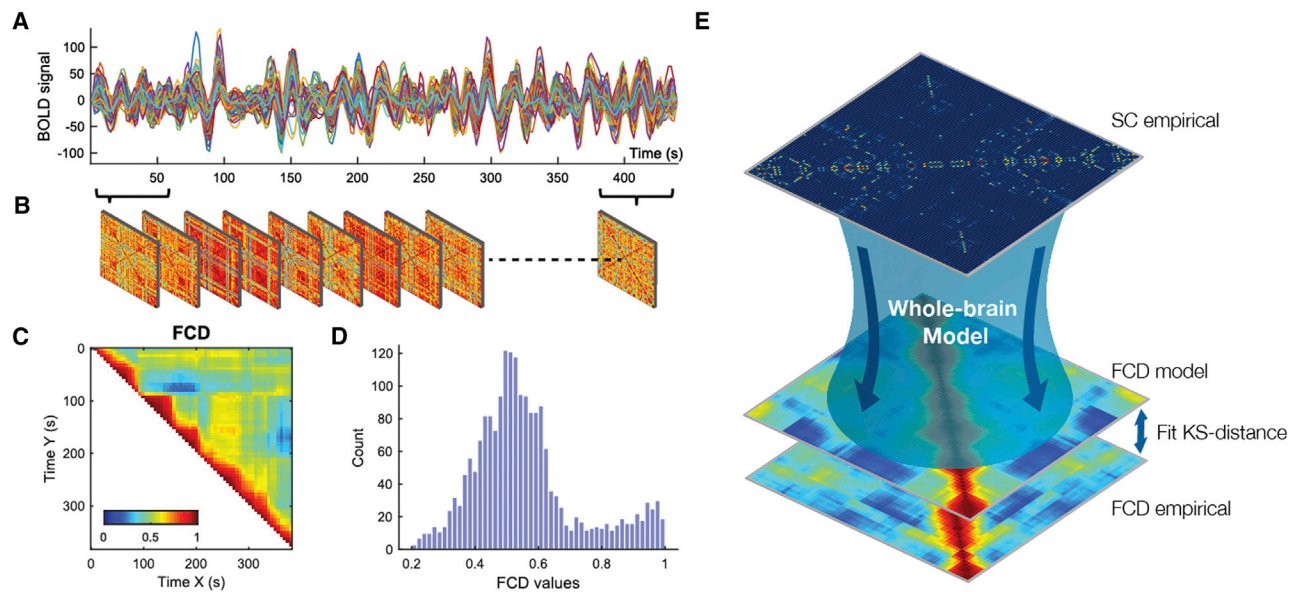 A
BOLD signal
100
50
0
-50
-100
Time (s)
50 100 150 200 250 300 350 400
B
C
FCD
Time Y (s)
0
100
200
300
0 0.5 1
0 100 200 300
Time X (s)
D
Count
120
100
80
60
40
20
0
0.2 0.4 0.6 0.8 1
FCD values
E
SC empirical
Whole-brain
Model
FCD model
Fit KS-distance
FCD empirical